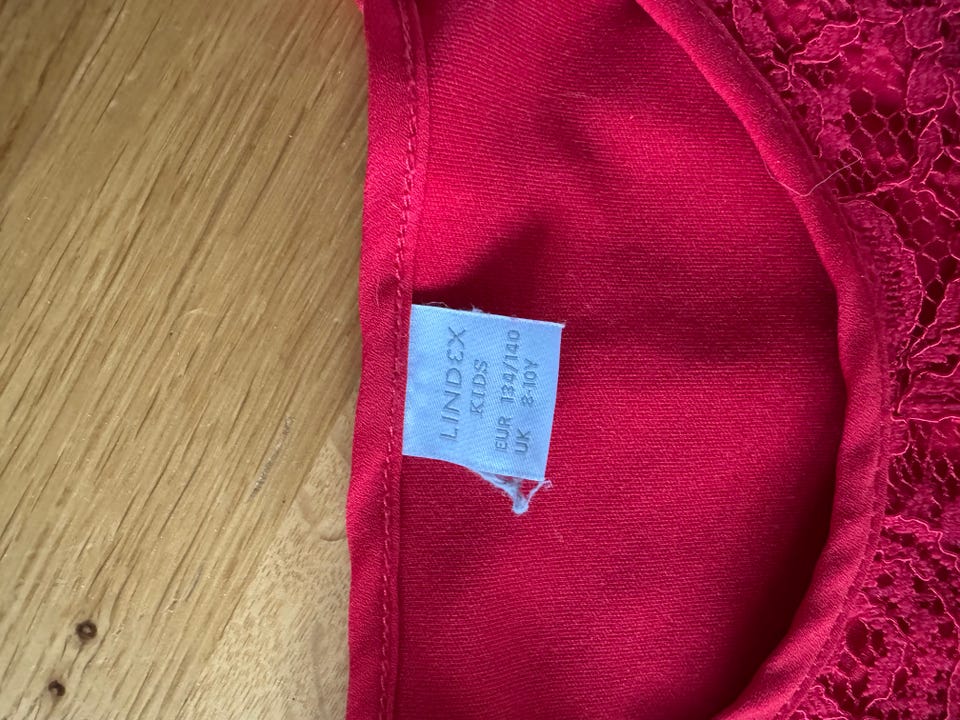 LINDEX
KIDS
EUR 134/140
UK 8-10Y